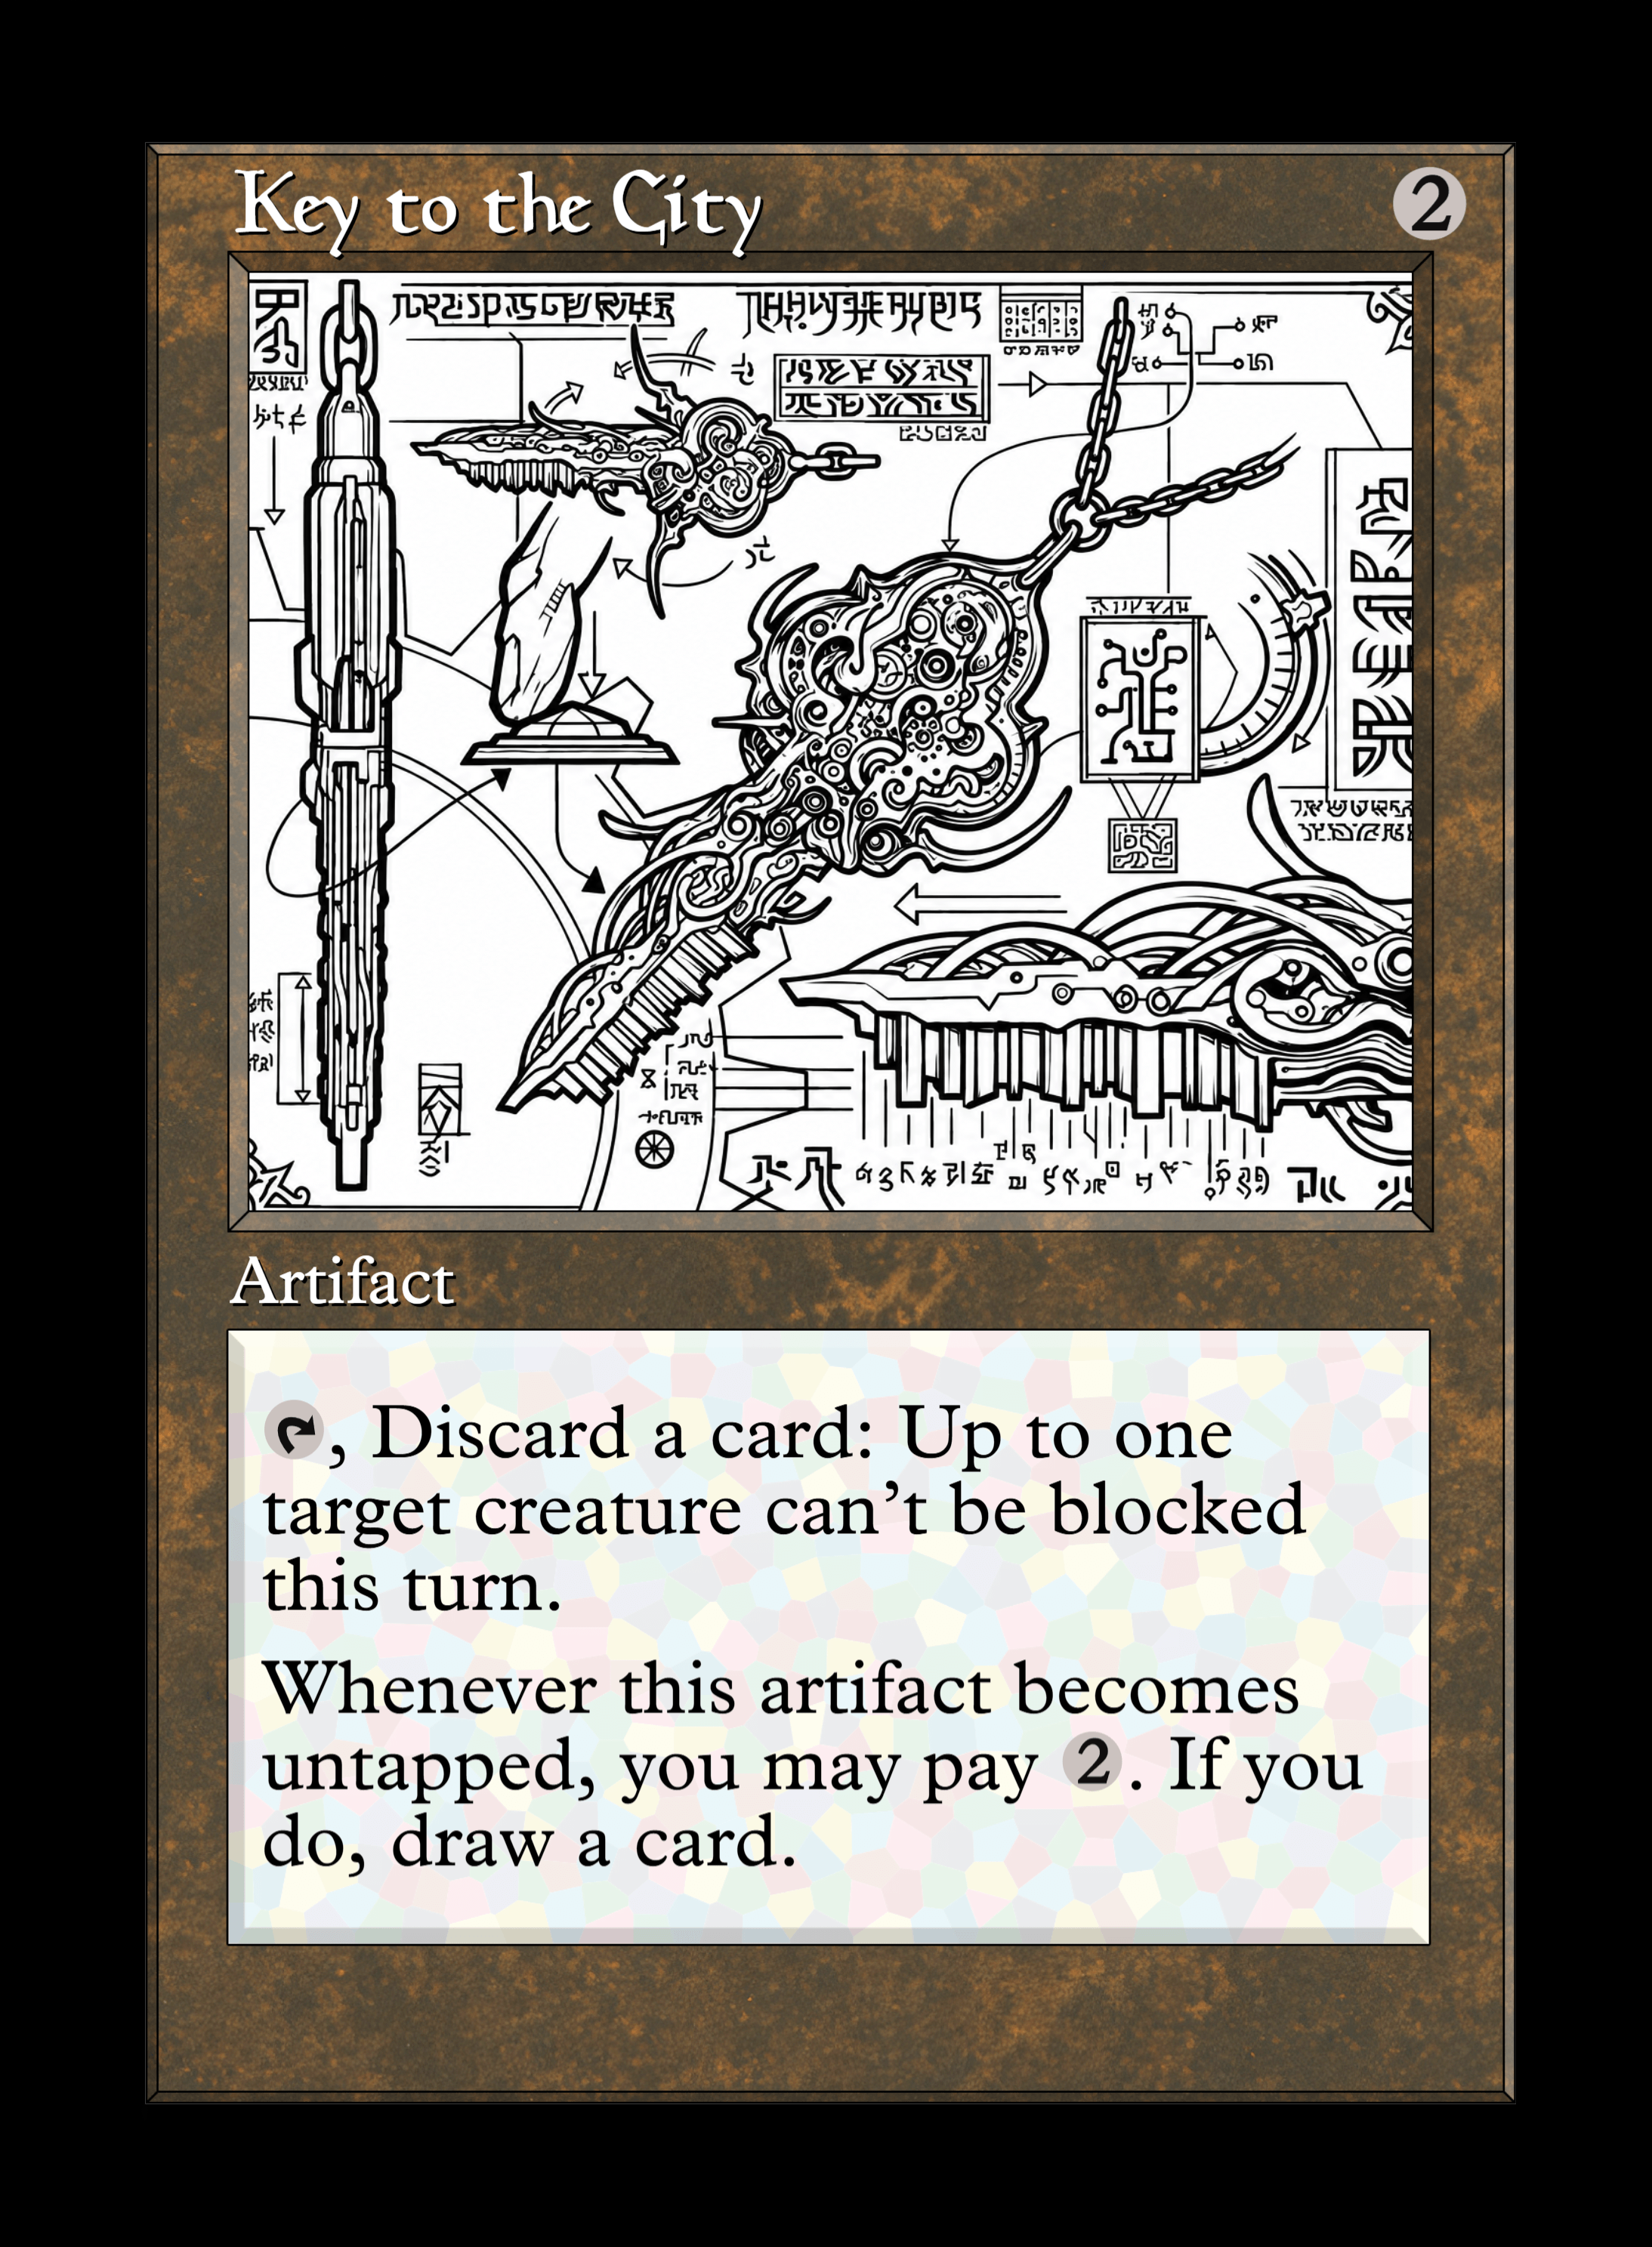 Key to the City
2
Artifact
, Discard a card: Up to one
target creature can’t be blocked
this turn.
Whenever this artifact becomes
untapped, you may pay 2. If you
do, draw a card.